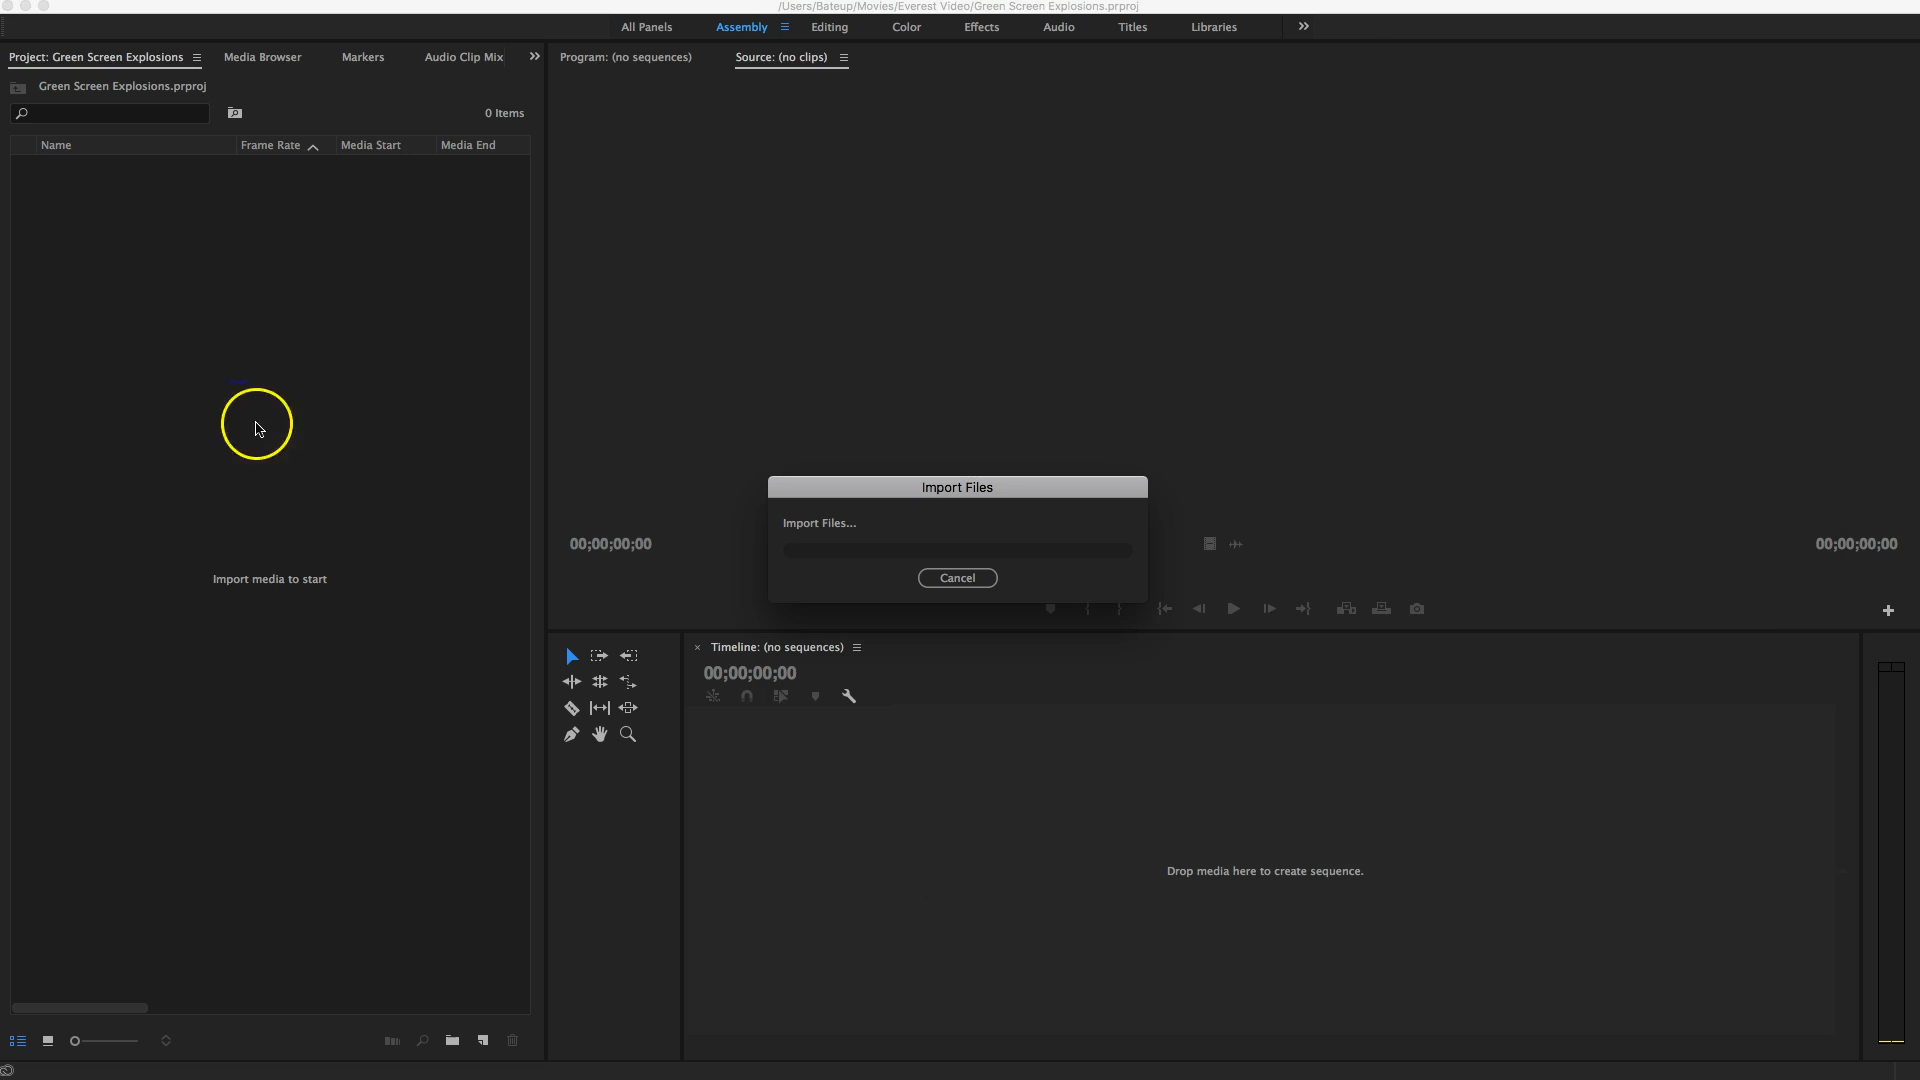 /Users/Bateup/Movies/Everest Video/Green Screen Explosions.prproj
All Panels Assembly Editing Color Effects Audio Titles Libraries
Project: Green Screen Explosions Media Browser Markers Audio Clip Mix
Program: (no sequences) Source: (no clips)
Green Screen Explosions.prproj
0 Items
Name Frame Rate Media Start Media End
Import media to start
Import Files
Import Files...
Cancel
00;00;00;00
00;00;00;00
Timeline: (no sequences)
00;00;00;00
Drop media here to create sequence.